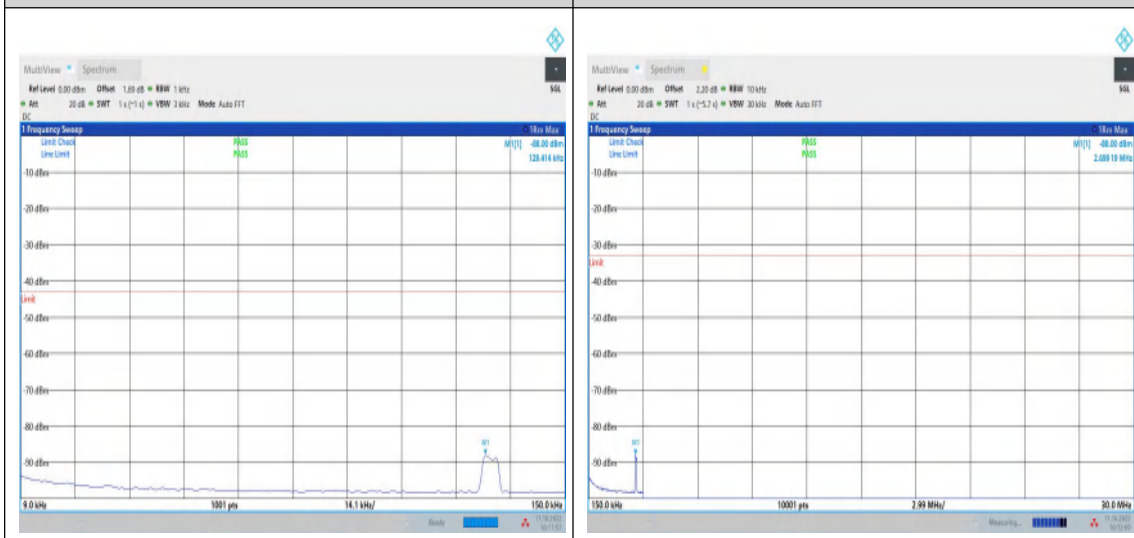 MultiView Spectrum
SGL
Ref Level 0.00 dBm Offset 1.69 dB RBW 1 kHz
Att 20 dB SWT 1 s (~1 s) VBW 3 kHz Mode Auto FFT
DC
1 Frequency Sweep 1Rm Max
Limit Check PASS M1[1] -88.00 dBm
Line Limit PASS 129.414 kHz
-10 dBm
-20 dBm
-30 dBm
-40 dBm
Limit
-50 dBm
-60 dBm
-70 dBm
-80 dBm
M1
-90 dBm
9.0 kHz 1001 pts 14.1 kHz/ 150.0 kHz
Ready
MultiView Spectrum
SGL
Ref Level 0.00 dBm Offset 2.20 dB RBW 10 kHz
Att 20 dB SWT 1 s (~5.7 s) VBW 30 kHz Mode Auto FFT
DC
1 Frequency Sweep 1Rm Max
Limit Check PASS M1[1] -88.00 dBm
Line Limit PASS
-10 dBm
-20 dBm
-30 dBm
Limit
-40 dBm
-50 dBm
-60 dBm
-70 dBm
-80 dBm
M1
-90 dBm
150.0 kHz 10001 pts 2.99 MHz/ 30.0 MHz
Measuring...